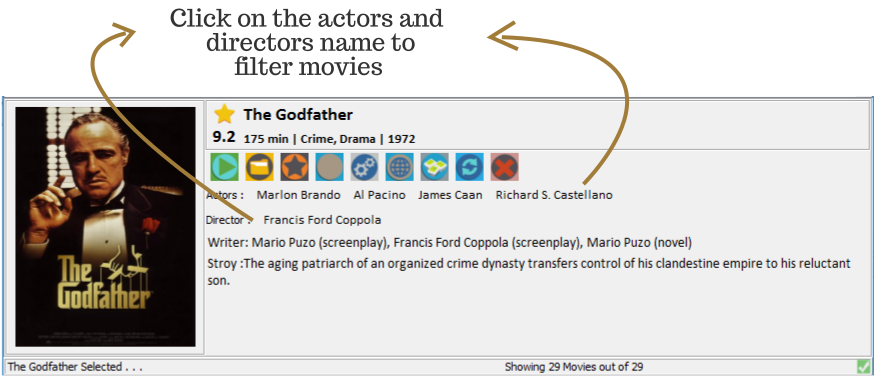 Click on the actors and
directors name to
filter movies
The Godfather
9.2 175 min | Crime, Drama | 1972
Actors : Marlon Brando Al Pacino James Caan Richard S. Castellano
Director : Francis Ford Coppola
Writer: Mario Puzo (screenplay), Francis Ford Coppola (screenplay), Mario Puzo (novel)
Stroy :The aging patriarch of an organized crime dynasty transfers control of his clandestine empire to his reluctant
son.
The
Godfather
The Godfather Selected . . .
Showing 29 Movies out of 29